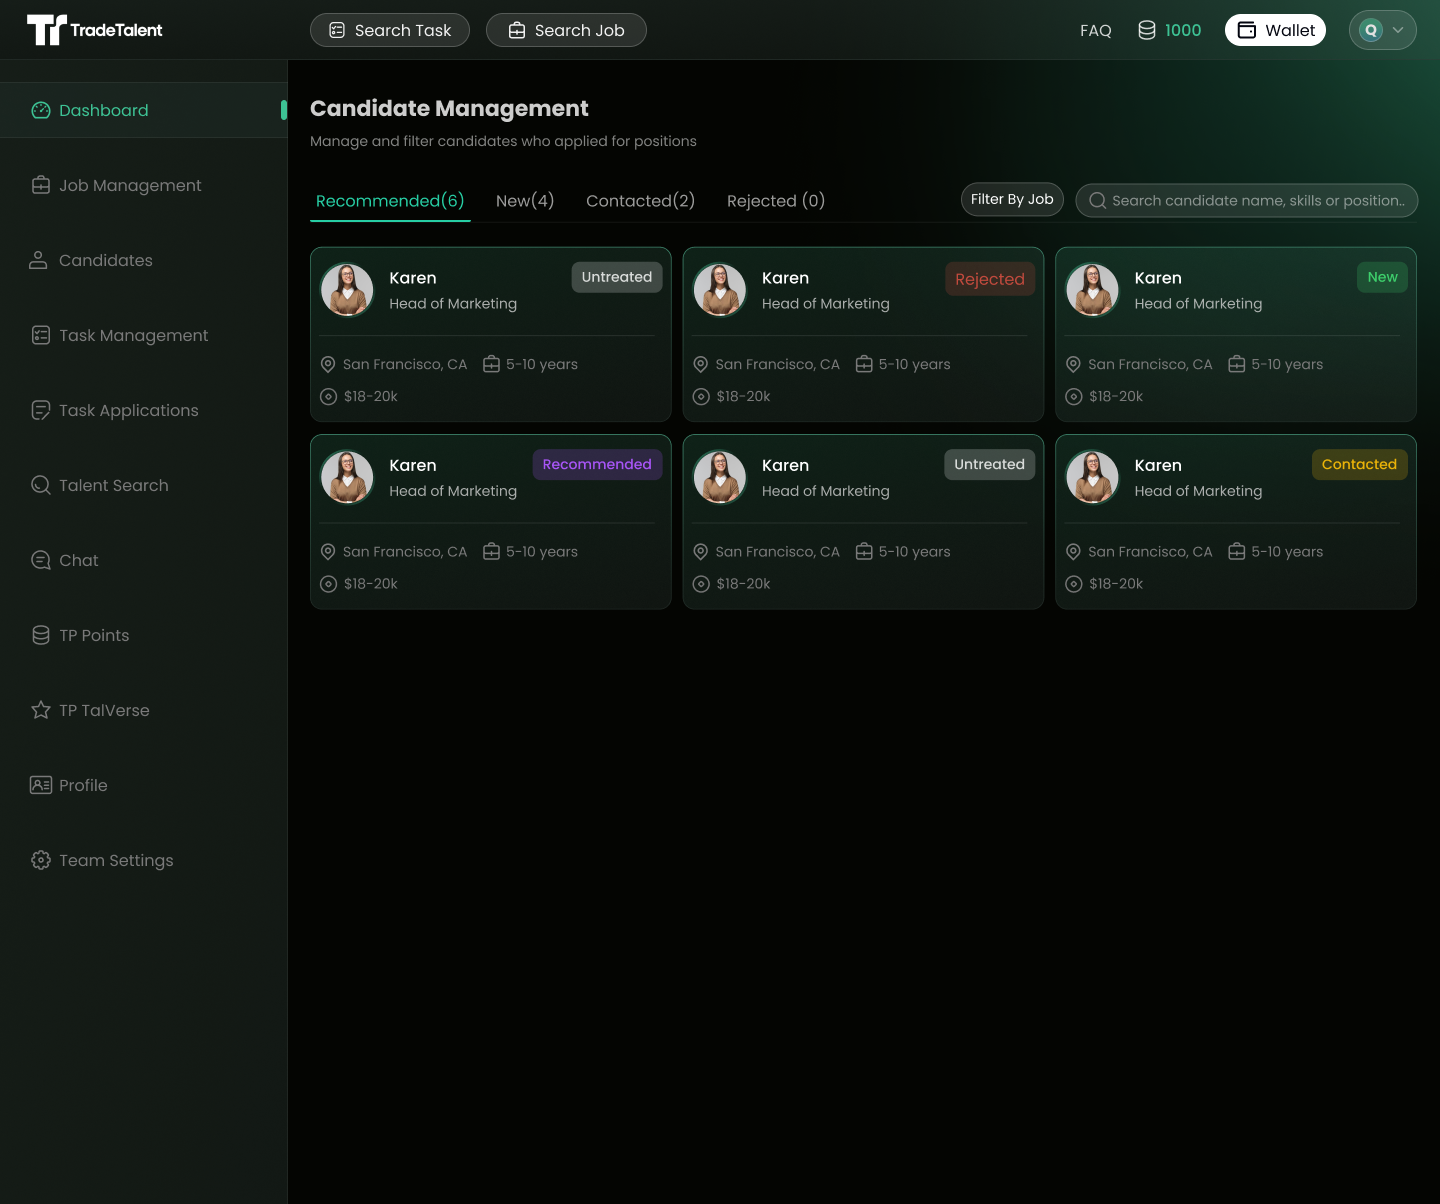 TradeTalent
Search Task
Search Job
FAQ
1000
Wallet
Q
Dashboard
Job Management
Candidates
Task Management
Task Applications
Talent Search
Chat
TP Points
TP TalVerse
Profile
Team Settings
Candidate Management
Manage and filter candidates who applied for positions
Recommended(6)
New(4)
Contacted(2)
Rejected (0)
Filter By Job
Search candidate name, skills or position..
Karen
Untreated
Head of Marketing
San Francisco, CA
5-10 years
$18-20k
Karen
Rejected
Head of Marketing
San Francisco, CA
5-10 years
$18-20k
Karen
New
Head of Marketing
San Francisco, CA
5-10 years
$18-20k
Karen
Recommended
Head of Marketing
San Francisco, CA
5-10 years
$18-20k
Karen
Untreated
Head of Marketing
San Francisco, CA
5-10 years
$18-20k
Karen
Contacted
Head of Marketing
San Francisco, CA
5-10 years
$18-20k